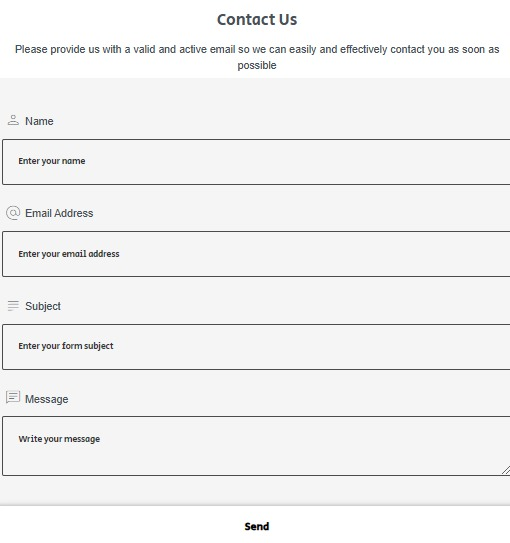 Contact Us
Please provide us with a valid and active email so we can easily and effectively contact you as soon as
possible
Name
Enter your name
Email Address
Enter your email address
Subject
Enter your form subject
Message
Write your message
Send